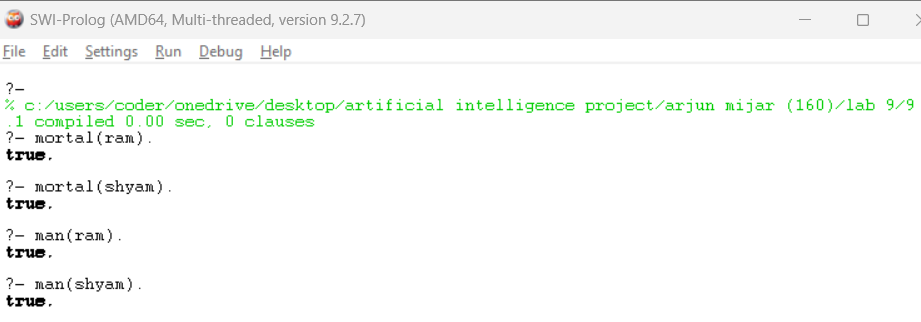 SWI-Prolog (AMD64, Multi-threaded, version 9.2.7)
File Edit Settings Run Debug Help
?-
% c:/users/coder/onedrive/desktop/artificial intelligence project/arjun mijar (160)/lab 9/9
.1 compiled 0.00 sec, 0 clauses
?- mortal(ram).
true.
?- mortal(shyam).
true.
?- man(ram).
true.
?- man(shyam).
true.